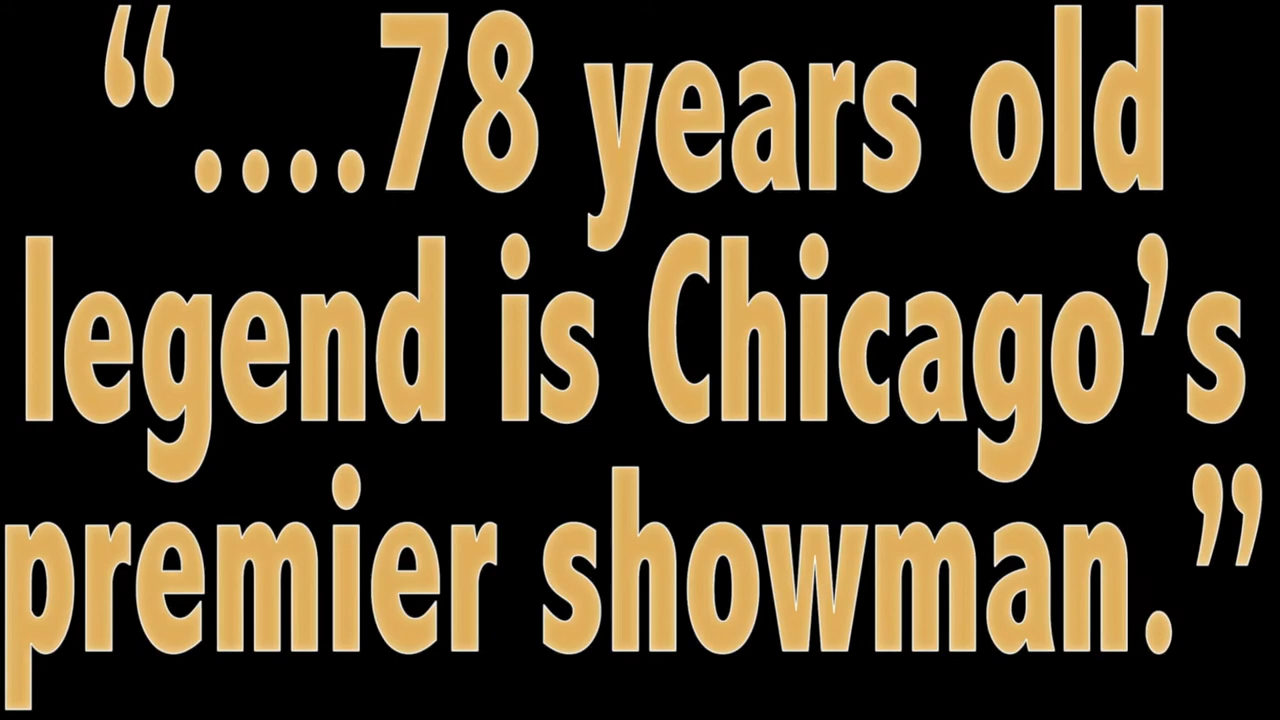 “....78 years old
legend is Chicago’s
premier showman.”